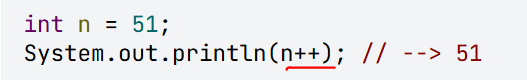 int n = 51;
System.out.println(n++); // --> 51